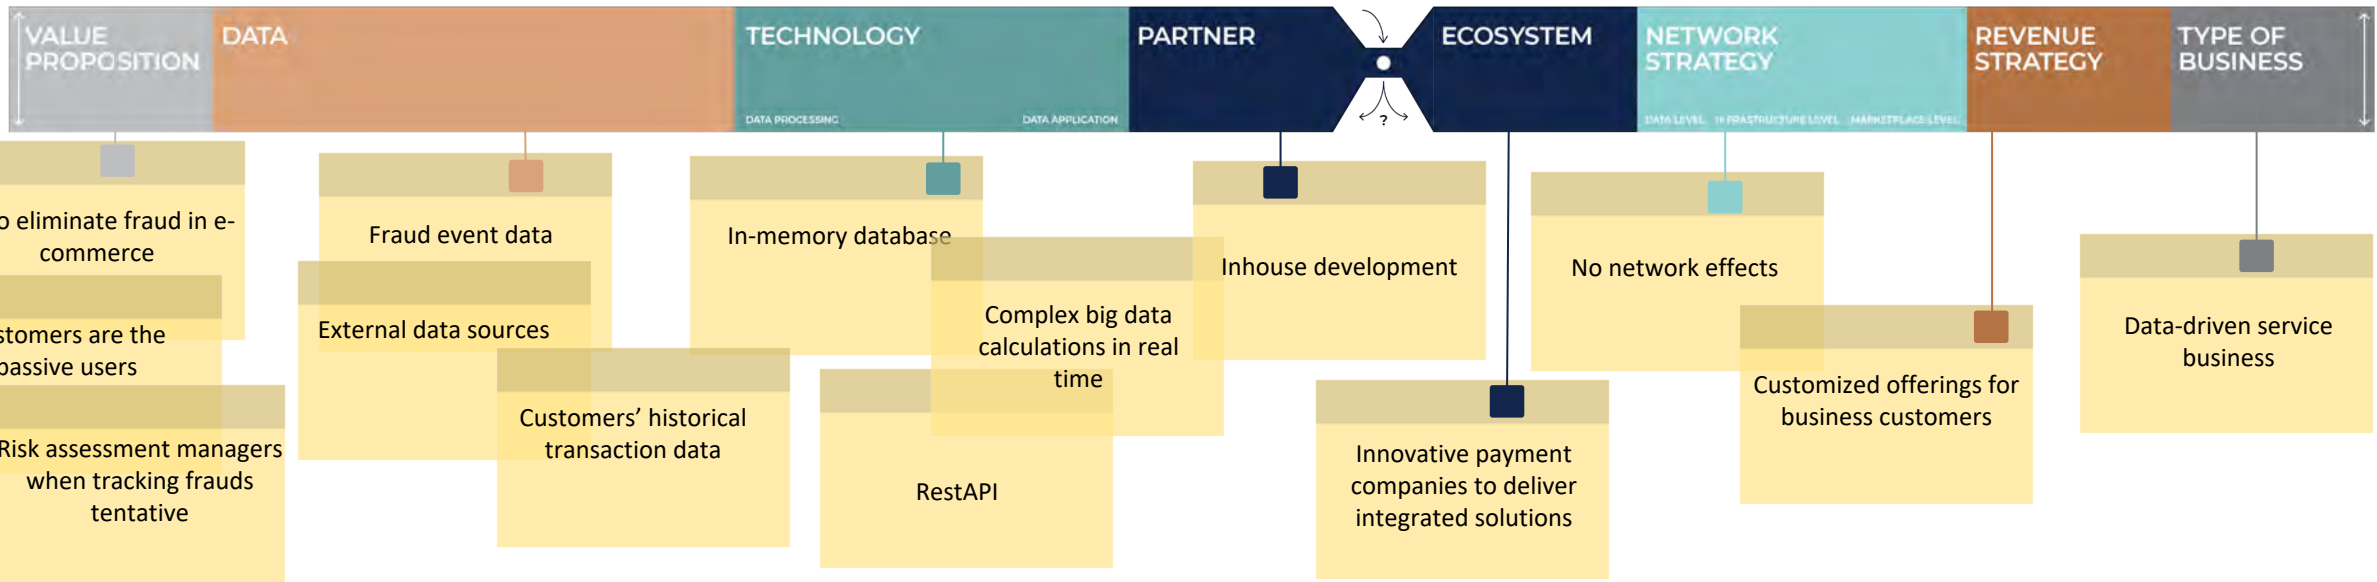 VALUE
PROPOSITION
DATA
TECHNOLOGY
DATA PROCESSING
DATA APPLICATION
PARTNER
?
ECOSYSTEM
NETWORK
STRATEGY
DATA LEVEL
INFRASTRUCTURE LEVEL
MARKETPLACE LEVEL
REVENUE
STRATEGY
TYPE OF
BUSINESS
o eliminate fraud in e-
commerce
stomers are the
passive users
Risk assessment managers
when tracking frauds
tentative
Fraud event data
External data sources
Customers’ historical
transaction data
In-memory database
Complex big data
calculations in real
time
RestAPI
Inhouse development
Innovative payment
companies to deliver
integrated solutions
No network effects
Customized offerings for
business customers
Data-driven service
business